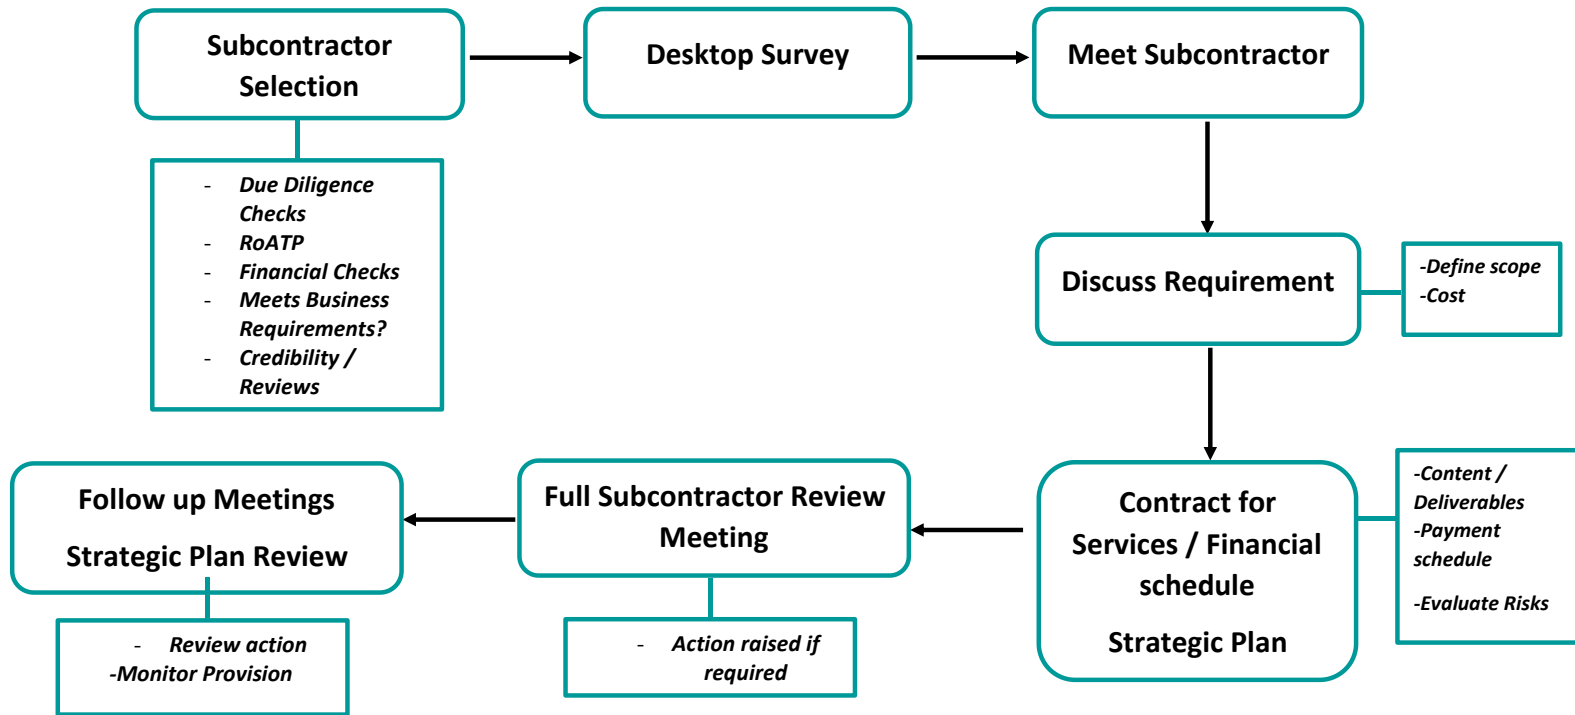 Subcontractor
Selection
Desktop Survey
Meet Subcontractor
- Due Diligence
Checks
- RoATP
- Financial Checks
- Meets Business
Requirements?
- Credibility /
Reviews
Discuss Requirement
-Define scope
-Cost
Contract for
Services / Financial
schedule
Strategic Plan
-Content /
Deliverables
-Payment
schedule
-Evaluate Risks
Full Subcontractor Review
Meeting
- Action raised if
required
Follow up Meetings
Strategic Plan Review
- Review action
-Monitor Provision